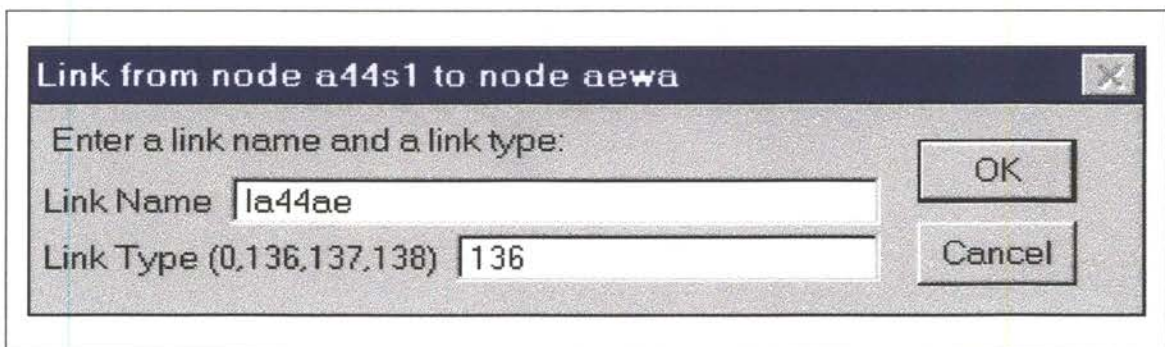 Link from node a44s1 to node aewa
Enter a link name and a link type:
OK
Link Name la44ae
Link Type (0,136,137,138) 136
Cancel